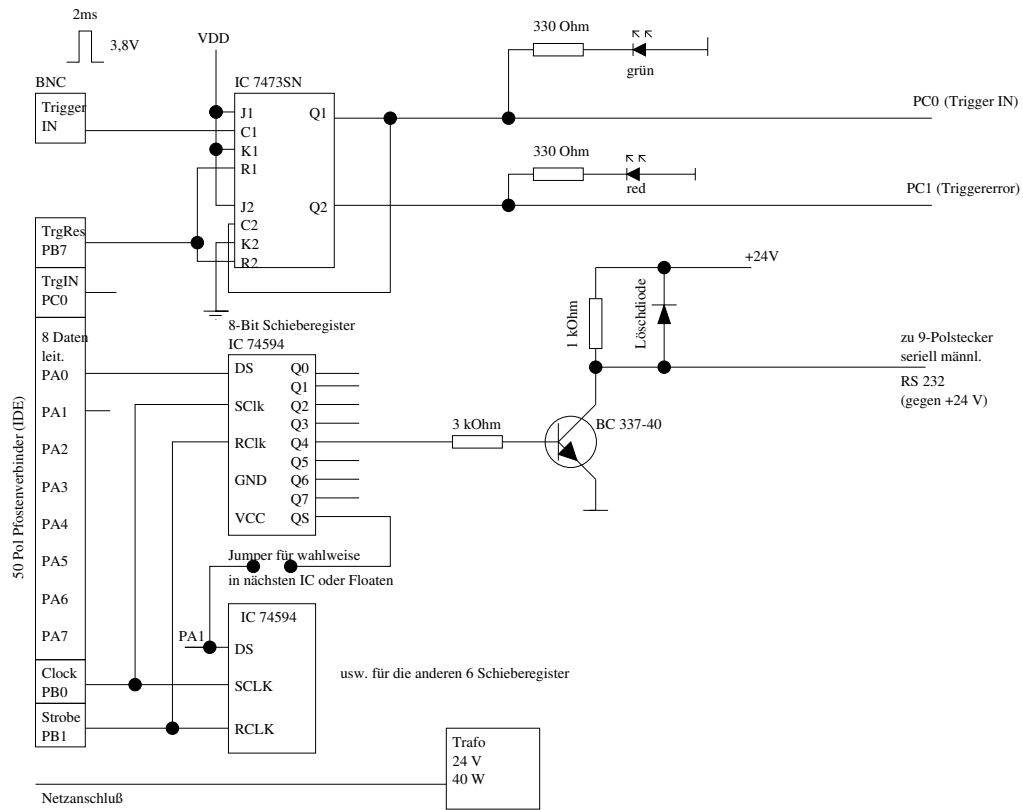 2ms
3,8V
VDD
BNC
Trigger
IN
IC 7473SN
J1
C1
K1
R1
J2
C2
K2
R2
Q1
Q2
330 Ohm
grün
PC0 (Trigger IN)
330 Ohm
red
PC1 (Triggererror)
TrgRes
PB7
TrgIN
PC0
8 Daten
leit.
PA0
PA1
PA2
PA3
PA4
PA5
PA6
PA7
Clock
PB0
Strobe
PB1
50 Pol Pfostenverbinder (IDE)
8-Bit Schieberegister
IC 74594
DS
SClk
RClk
GND
VCC
Q0
Q1
Q2
Q3
Q4
Q5
Q6
Q7
QS
3 kOhm
BC 337-40
1 kOhm
Löschdiode
+24V
zu 9-Polstecker
seriell männl.
RS 232
(gegen +24 V)
Jumper für wahlweise
in nächsten IC oder Floaten
IC 74594
PA1
DS
SCLK
RCLK
usw. für die anderen 6 Schieberegister
Trafo
24 V
40 W
Netzanschluß